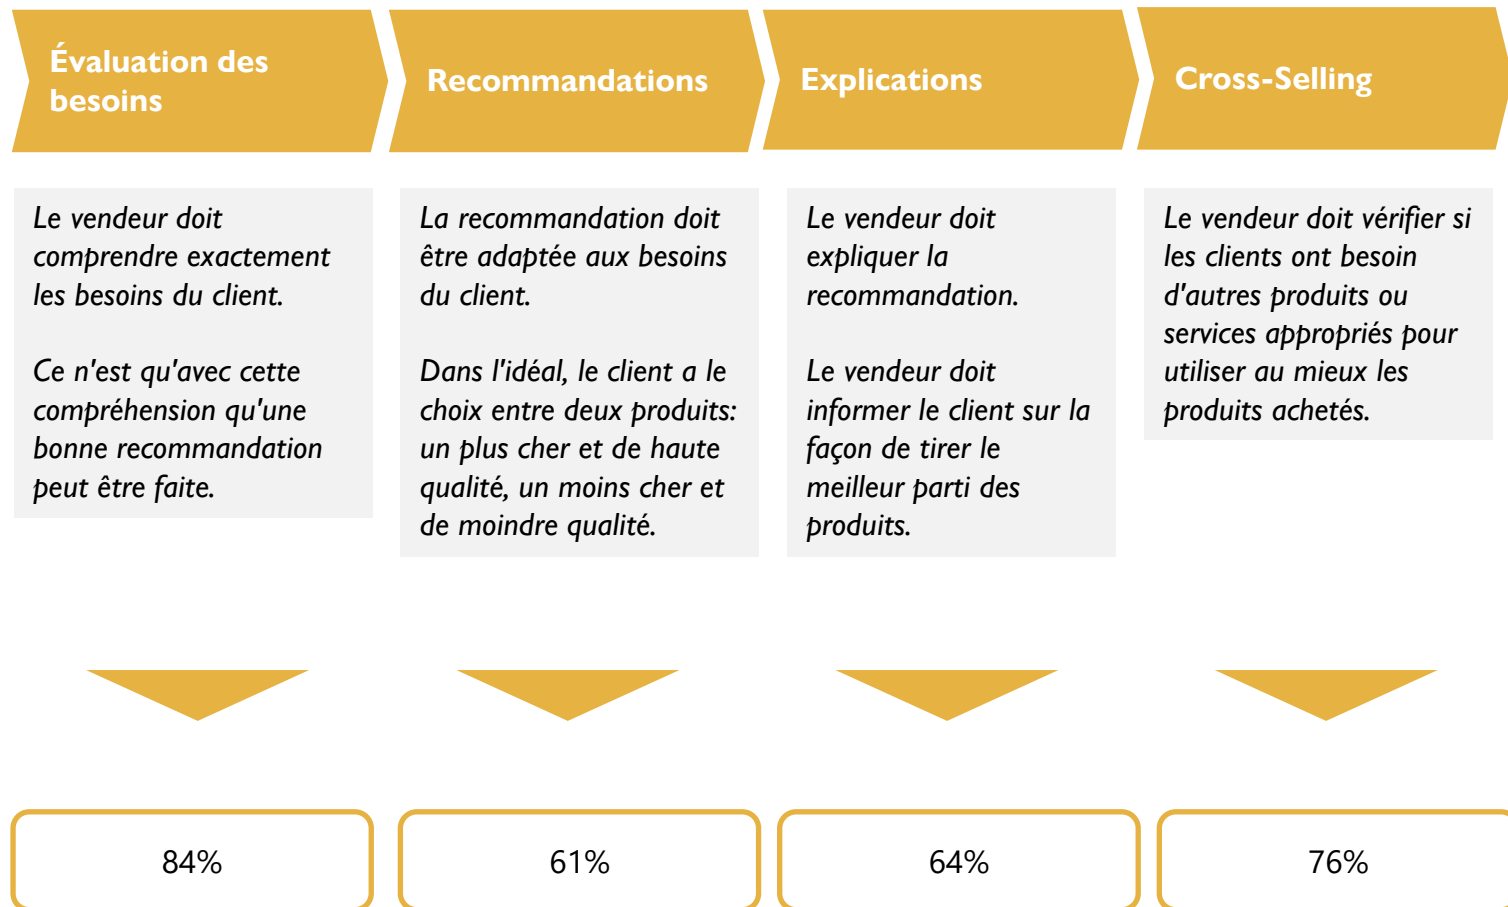 Évaluation des
besoins
Recommandations
Explications
Cross-Selling
Le vendeur doit
comprendre exactement
les besoins du client.
Ce n'est qu'avec cette
compréhension qu'une
bonne recommandation
peut être faite.
La recommandation doit
être adaptée aux besoins
du client.
Dans l'idéal, le client a le
choix entre deux produits:
un plus cher et de haute
qualité, un moins cher et
de moindre qualité.
Le vendeur doit
expliquer la
recommandation.
Le vendeur doit
informer le client sur la
façon de tirer le
meilleur parti des
produits.
Le vendeur doit vérifier si
les clients ont besoin
d'autres produits ou
services appropriés pour
utiliser au mieux les
produits achetés.
84%
61%
64%
76%